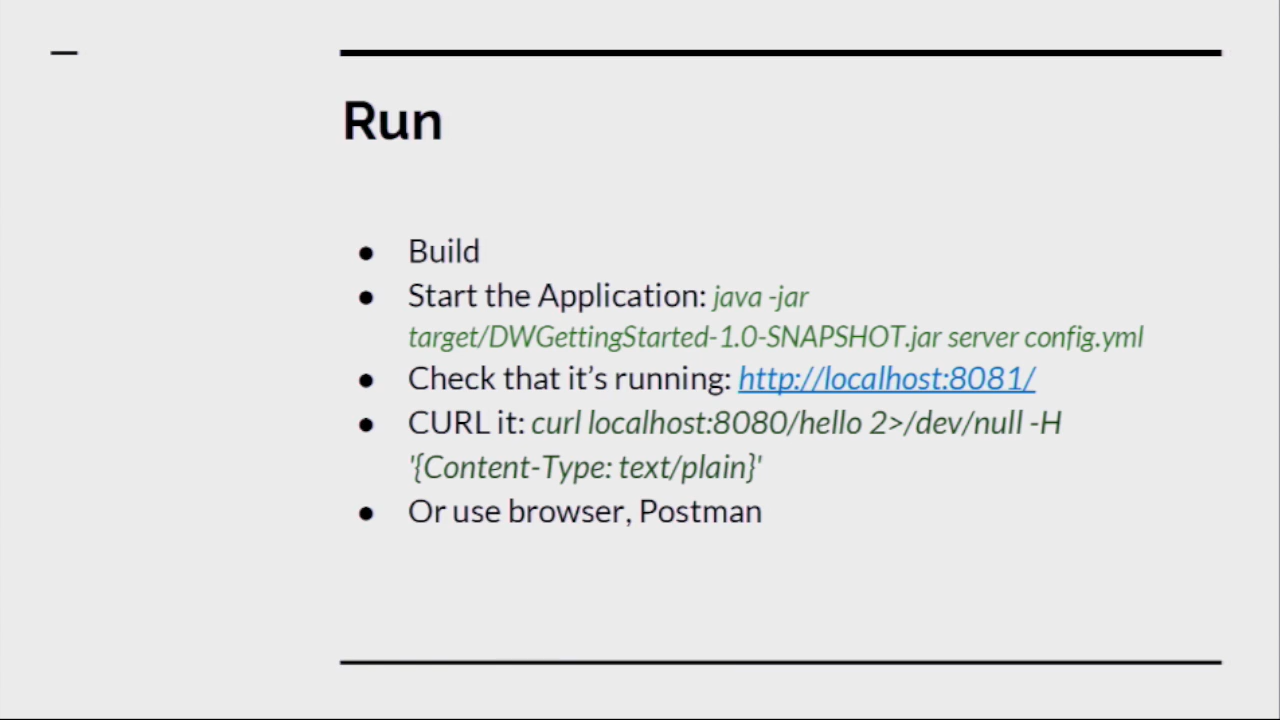 Run
● Build
● Start the Application: java -jar
target/DWGettingStarted-1.0-SNAPSHOT.jar server config.yml
● Check that it’s running: http://localhost:8081/
● CURL it: curl localhost:8080/hello 2>/dev/null -H
'{Content-Type: text/plain}'
● Or use browser, Postman